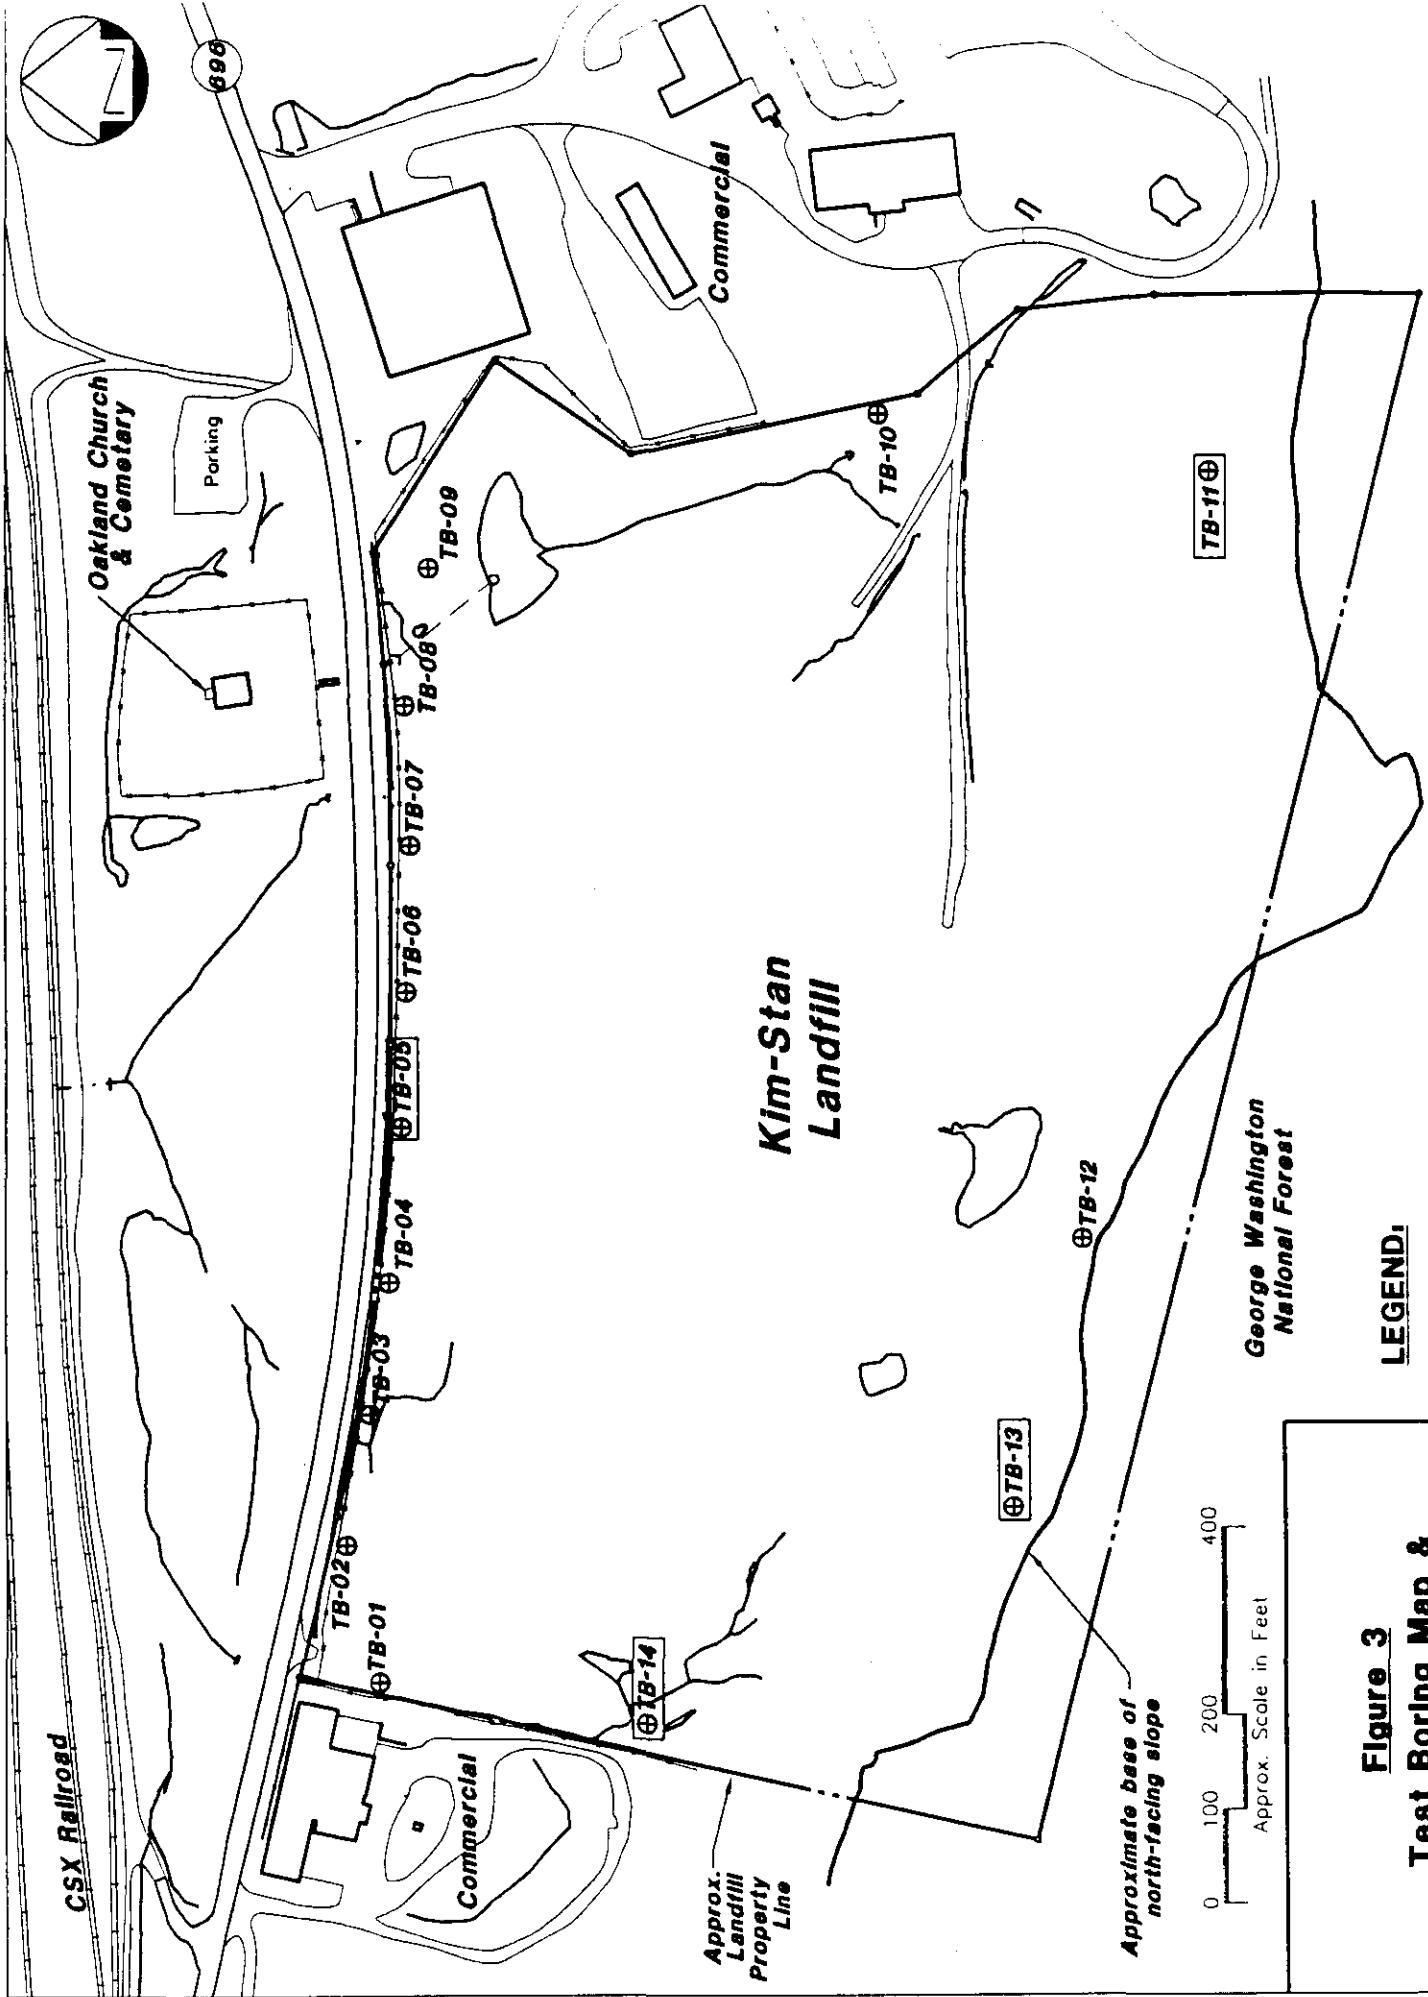 N
696
CSX Railroad
Oakland Church
& Cemetary
Parking
Commercial
TB-01
TB-02
TB-03
TB-04
TB-05
TB-06
TB-07
TB-08
TB-09
TB-10
TB-11
TB-12
TB-13
TB-14
Kim-Stan
Landfill
Commercial
Approx.
Landfill
Property
Line
Approximate base of
north-facing slope
George Washington
National Forest
0 100 200 400
Approx. Scale in Feet
LEGEND:
Figure 3
Test Boring Map &